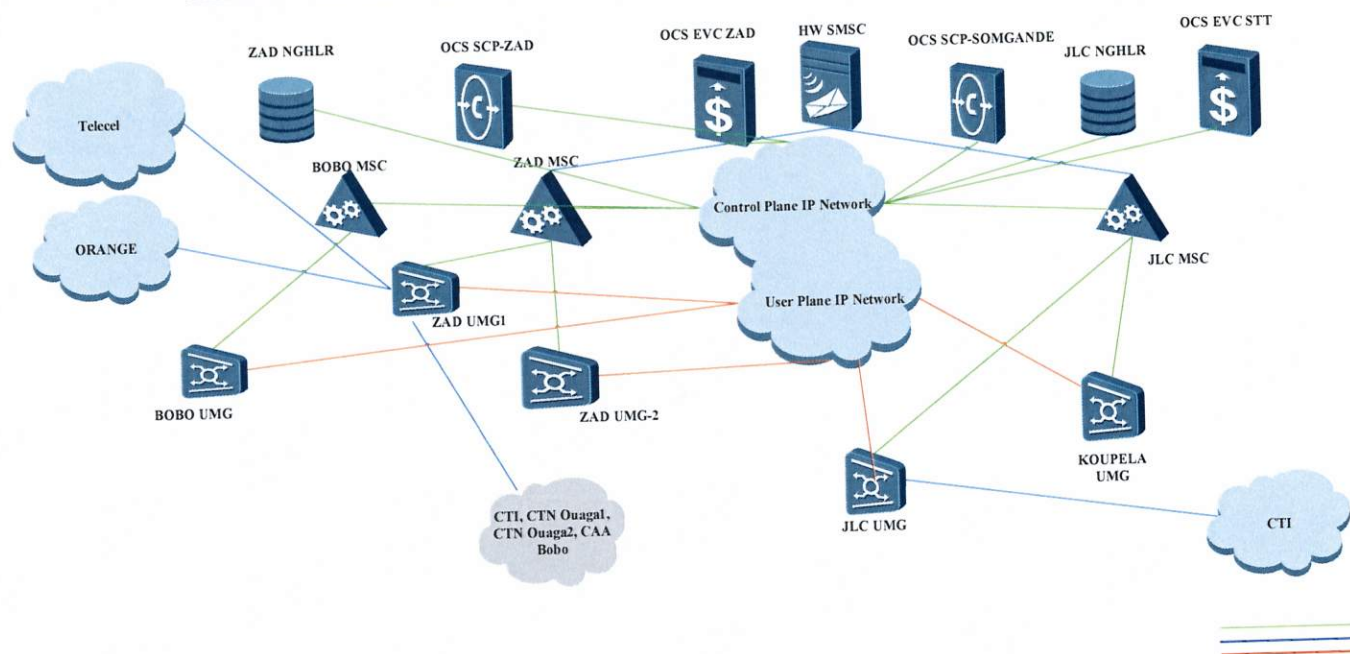 ZAD NGHLR
OCS SCP-ZAD
OCS EVC ZAD
HW SMSC
OCS SCP-SOMGANDE
JLC NGHLR
OCS EVC STT
Telecel
BOBO MSC
ZAD MSC
Control Plane IP Network
ORANGE
JLC MSC
User Plane IP Network
ZAD UMG1
BOBO UMG
ZAD UMG-2
KOUPELA
UMG
CTI, CTN Ouaga1,
CTN Ouaga2, CAA
Bobo
JLC UMG
CTI